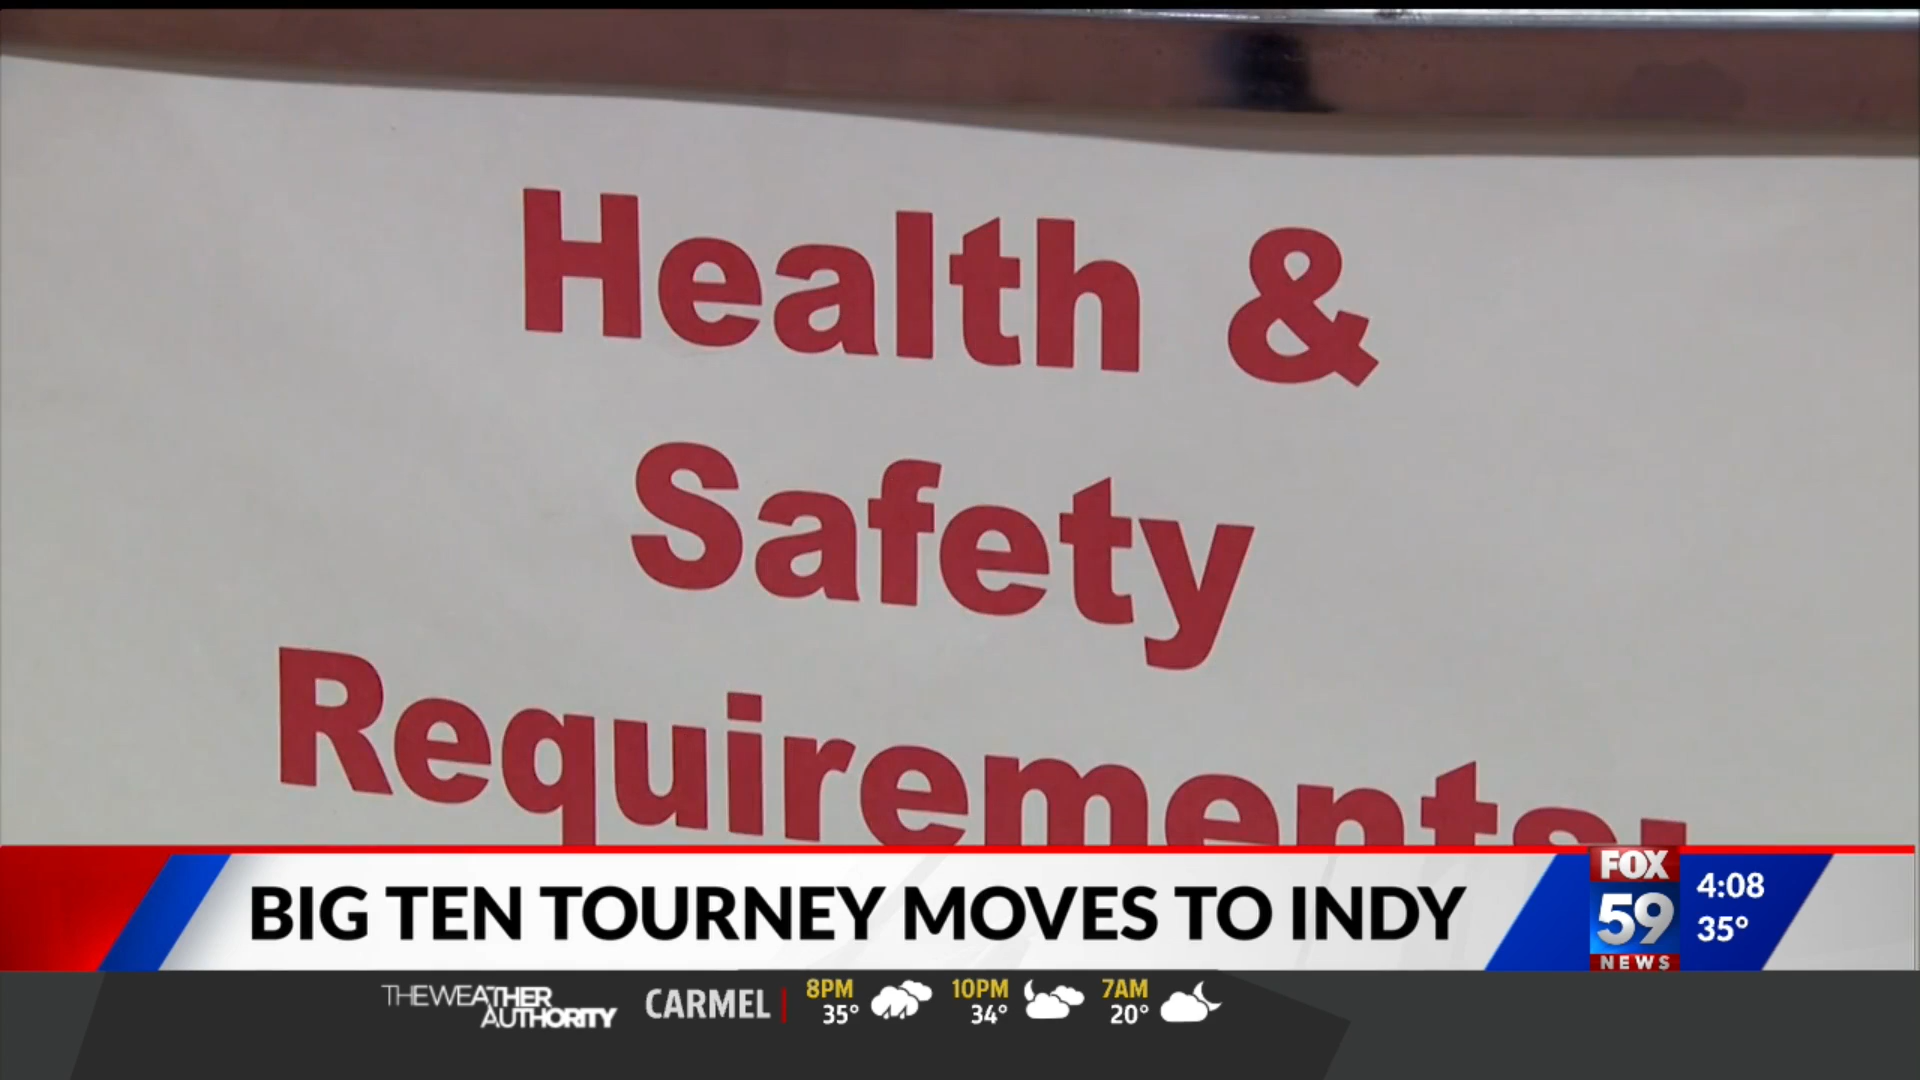 Health &
Safety
Requirements:
BIG TEN TOURNEY MOVES TO INDY
FOX
59
NEWS
4:08
35°
THE WEATHER
AUTHORITY
CARMEL
8PM
35°
10PM
34°
7AM
20°